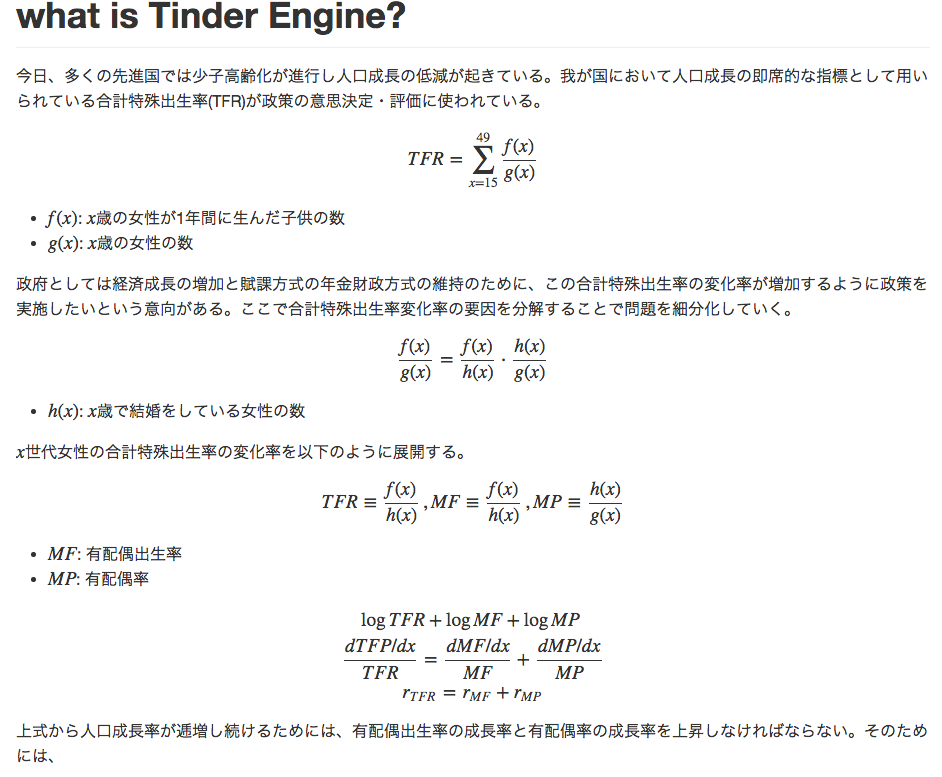 what is Tinder Engine?
今日、多くの先進国では少子高齢化が進行し人口成長の低減が起きている。我が国において人口成長の即席的な指標として用い
られている合計特殊出生率(TFR)が政策の意思決定・評価に使われている。
TFR = \sum_{x=15}^{49} \frac{f(x)}{g(x)}
• f(x): x歳の女性が1年間に生んだ子供の数
• g(x): x歳の女性の数
政府としては経済成長の増加と賦課方式の年金財政方式の維持のために、この合計特殊出生率の変化率が増加するように政策を
実施したいという意向がある。ここで合計特殊出生率変化率の要因を分解することで問題を細分化していく。
\frac{f(x)}{g(x)} = \frac{f(x)}{h(x)} \cdot \frac{h(x)}{g(x)}
• h(x): x歳で結婚をしている女性の数
x世代女性の合計特殊出生率の変化率を以下のように展開する。
TFR ≡ \frac{f(x)}{h(x)}, MF ≡ \frac{f(x)}{h(x)}, MP ≡ \frac{h(x)}{g(x)}
• MF: 有配偶出生率
• MP: 有配偶率
log TFR + log MF + log MP
\frac{dTFP/dx}{TFR} = \frac{dMF/dx}{MF} + \frac{dMP/dx}{MP}
r_{TFR} = r_{MF} + r_{MP}
上式から人口成長率が逓増し続けるためには、有配偶出生率の成長率と有配偶率の成長率を上昇しなければならない。そのため
には、